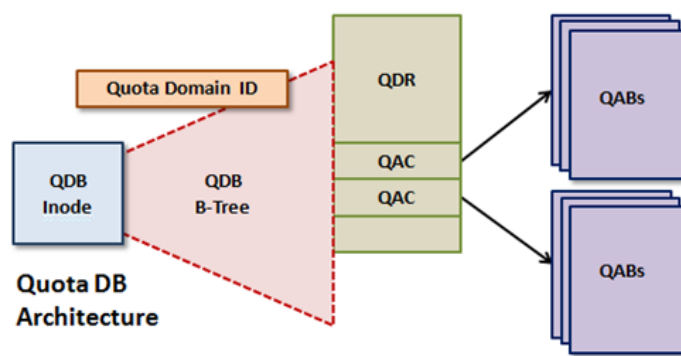 Quota Domain ID
QDR
QABs
QDB
Inode
QDB
B-Tree
QAC
QAC
QABs
Quota DB
Architecture